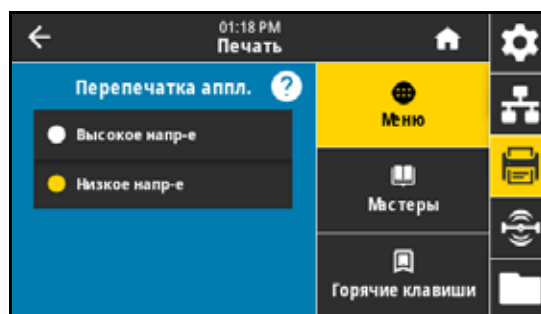 01:18 PM
Печать
Перепечатка аппл. ?
Высокое напр-е
Низкое напр-е
Меню
Мастеры
Горячие клавиши